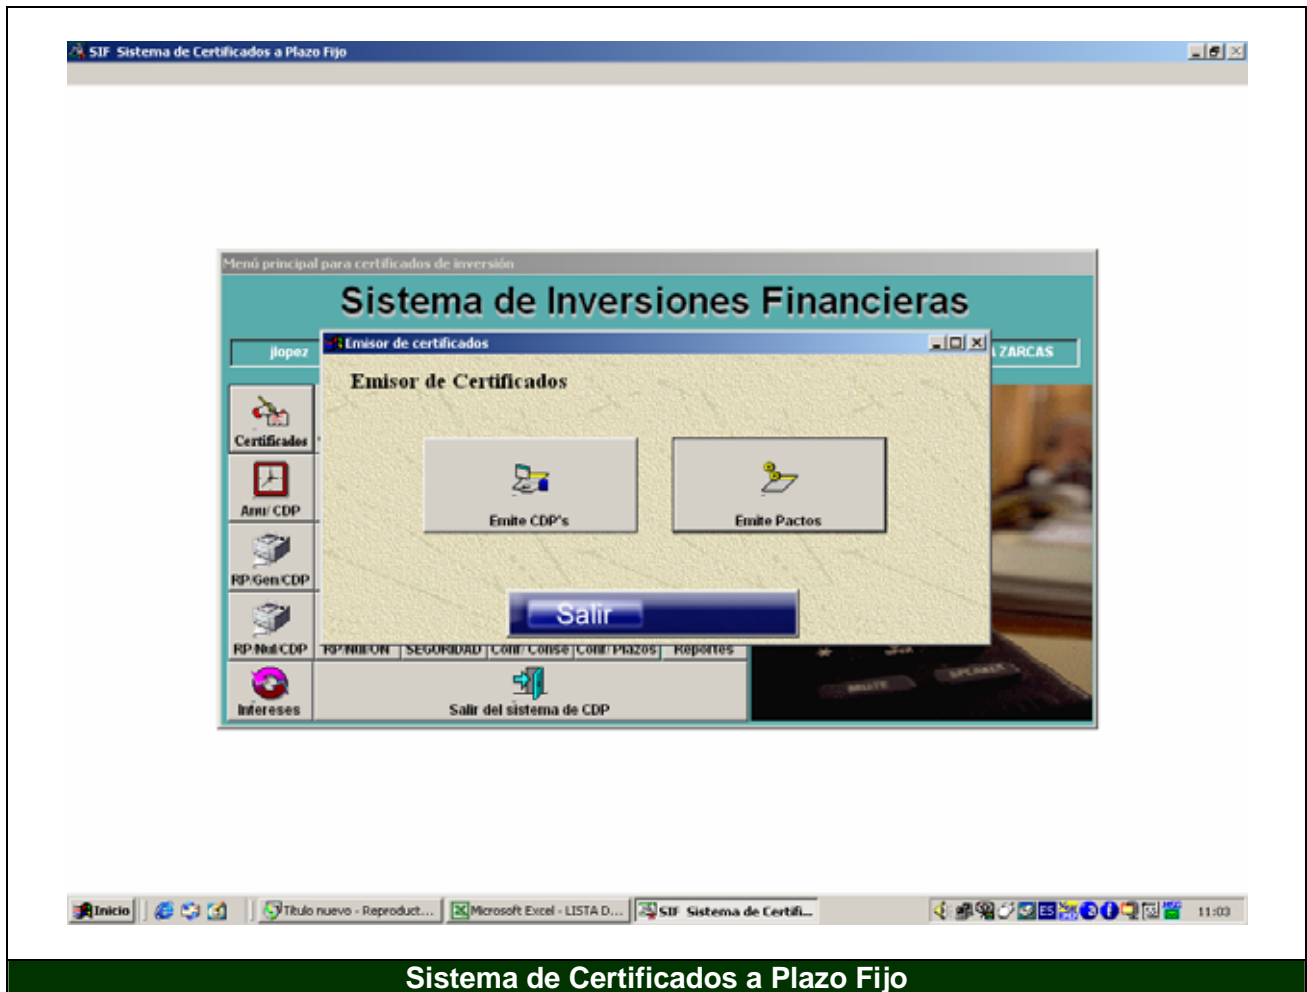 SIF Sistema de Certificados a Plazo Fijo
Menú principal para certificados de inversión
Sistema de Inversiones Financieras
jlopez
ZARCAS
Emisor de certificados
Emisor de Certificados
Certificados
Emite CDP's
Emite Pactos
Anu/ CDP
RP/Gen/CDP
Salir
RP/Nul/CDP
RP/Nul/ON
SEGURIDAD
Conf/ Conse
Conf/ Plazos
Reportes
MUTE
SPEAKER
Intereses
Salir del sistema de CDP
Inicio
Título nuevo - Reproduct...
Microsoft Excel - LISTA D...
SIF Sistema de Certifi...
ES
11:03
Sistema de Certificados a Plazo Fijo